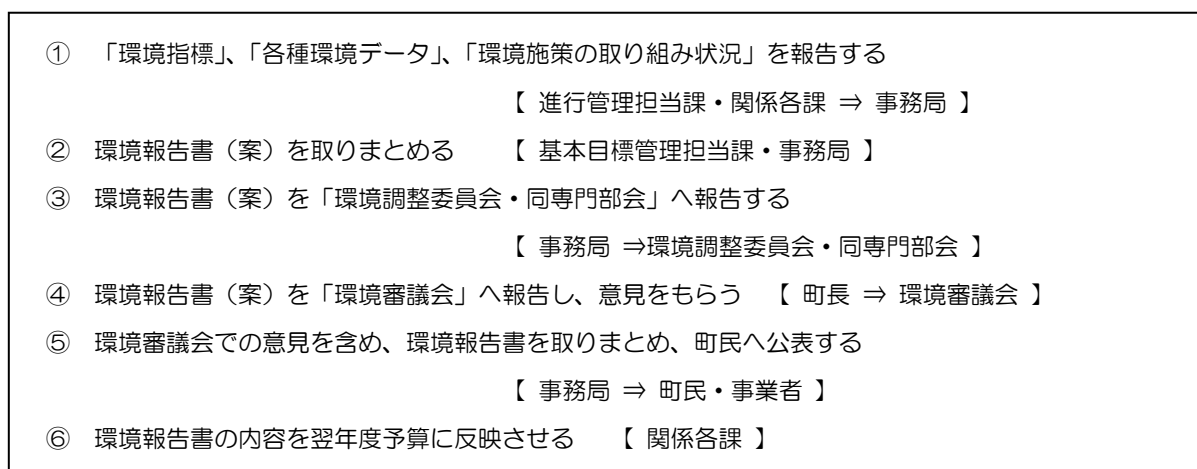 ① 「環境指標」、「各種環境データ」、「環境施策の取り組み状況」を報告する
【 進行管理担当課・関係各課 ⇒ 事務局 】
② 環境報告書（案）を取りまとめる 【 基本目標管理担当課・事務局 】
③ 環境報告書（案）を「環境調整委員会・同専門部会」へ報告する
【 事務局 ⇒環境調整委員会・同専門部会 】
④ 環境報告書（案）を「環境審議会」へ報告し、意見をもらう 【 町長 ⇒ 環境審議会 】
⑤ 環境審議会での意見を含め、環境報告書を取りまとめ、町民へ公表する
【 事務局 ⇒ 町民・事業者 】
⑥ 環境報告書の内容を翌年度予算に反映させる 【 関係各課 】